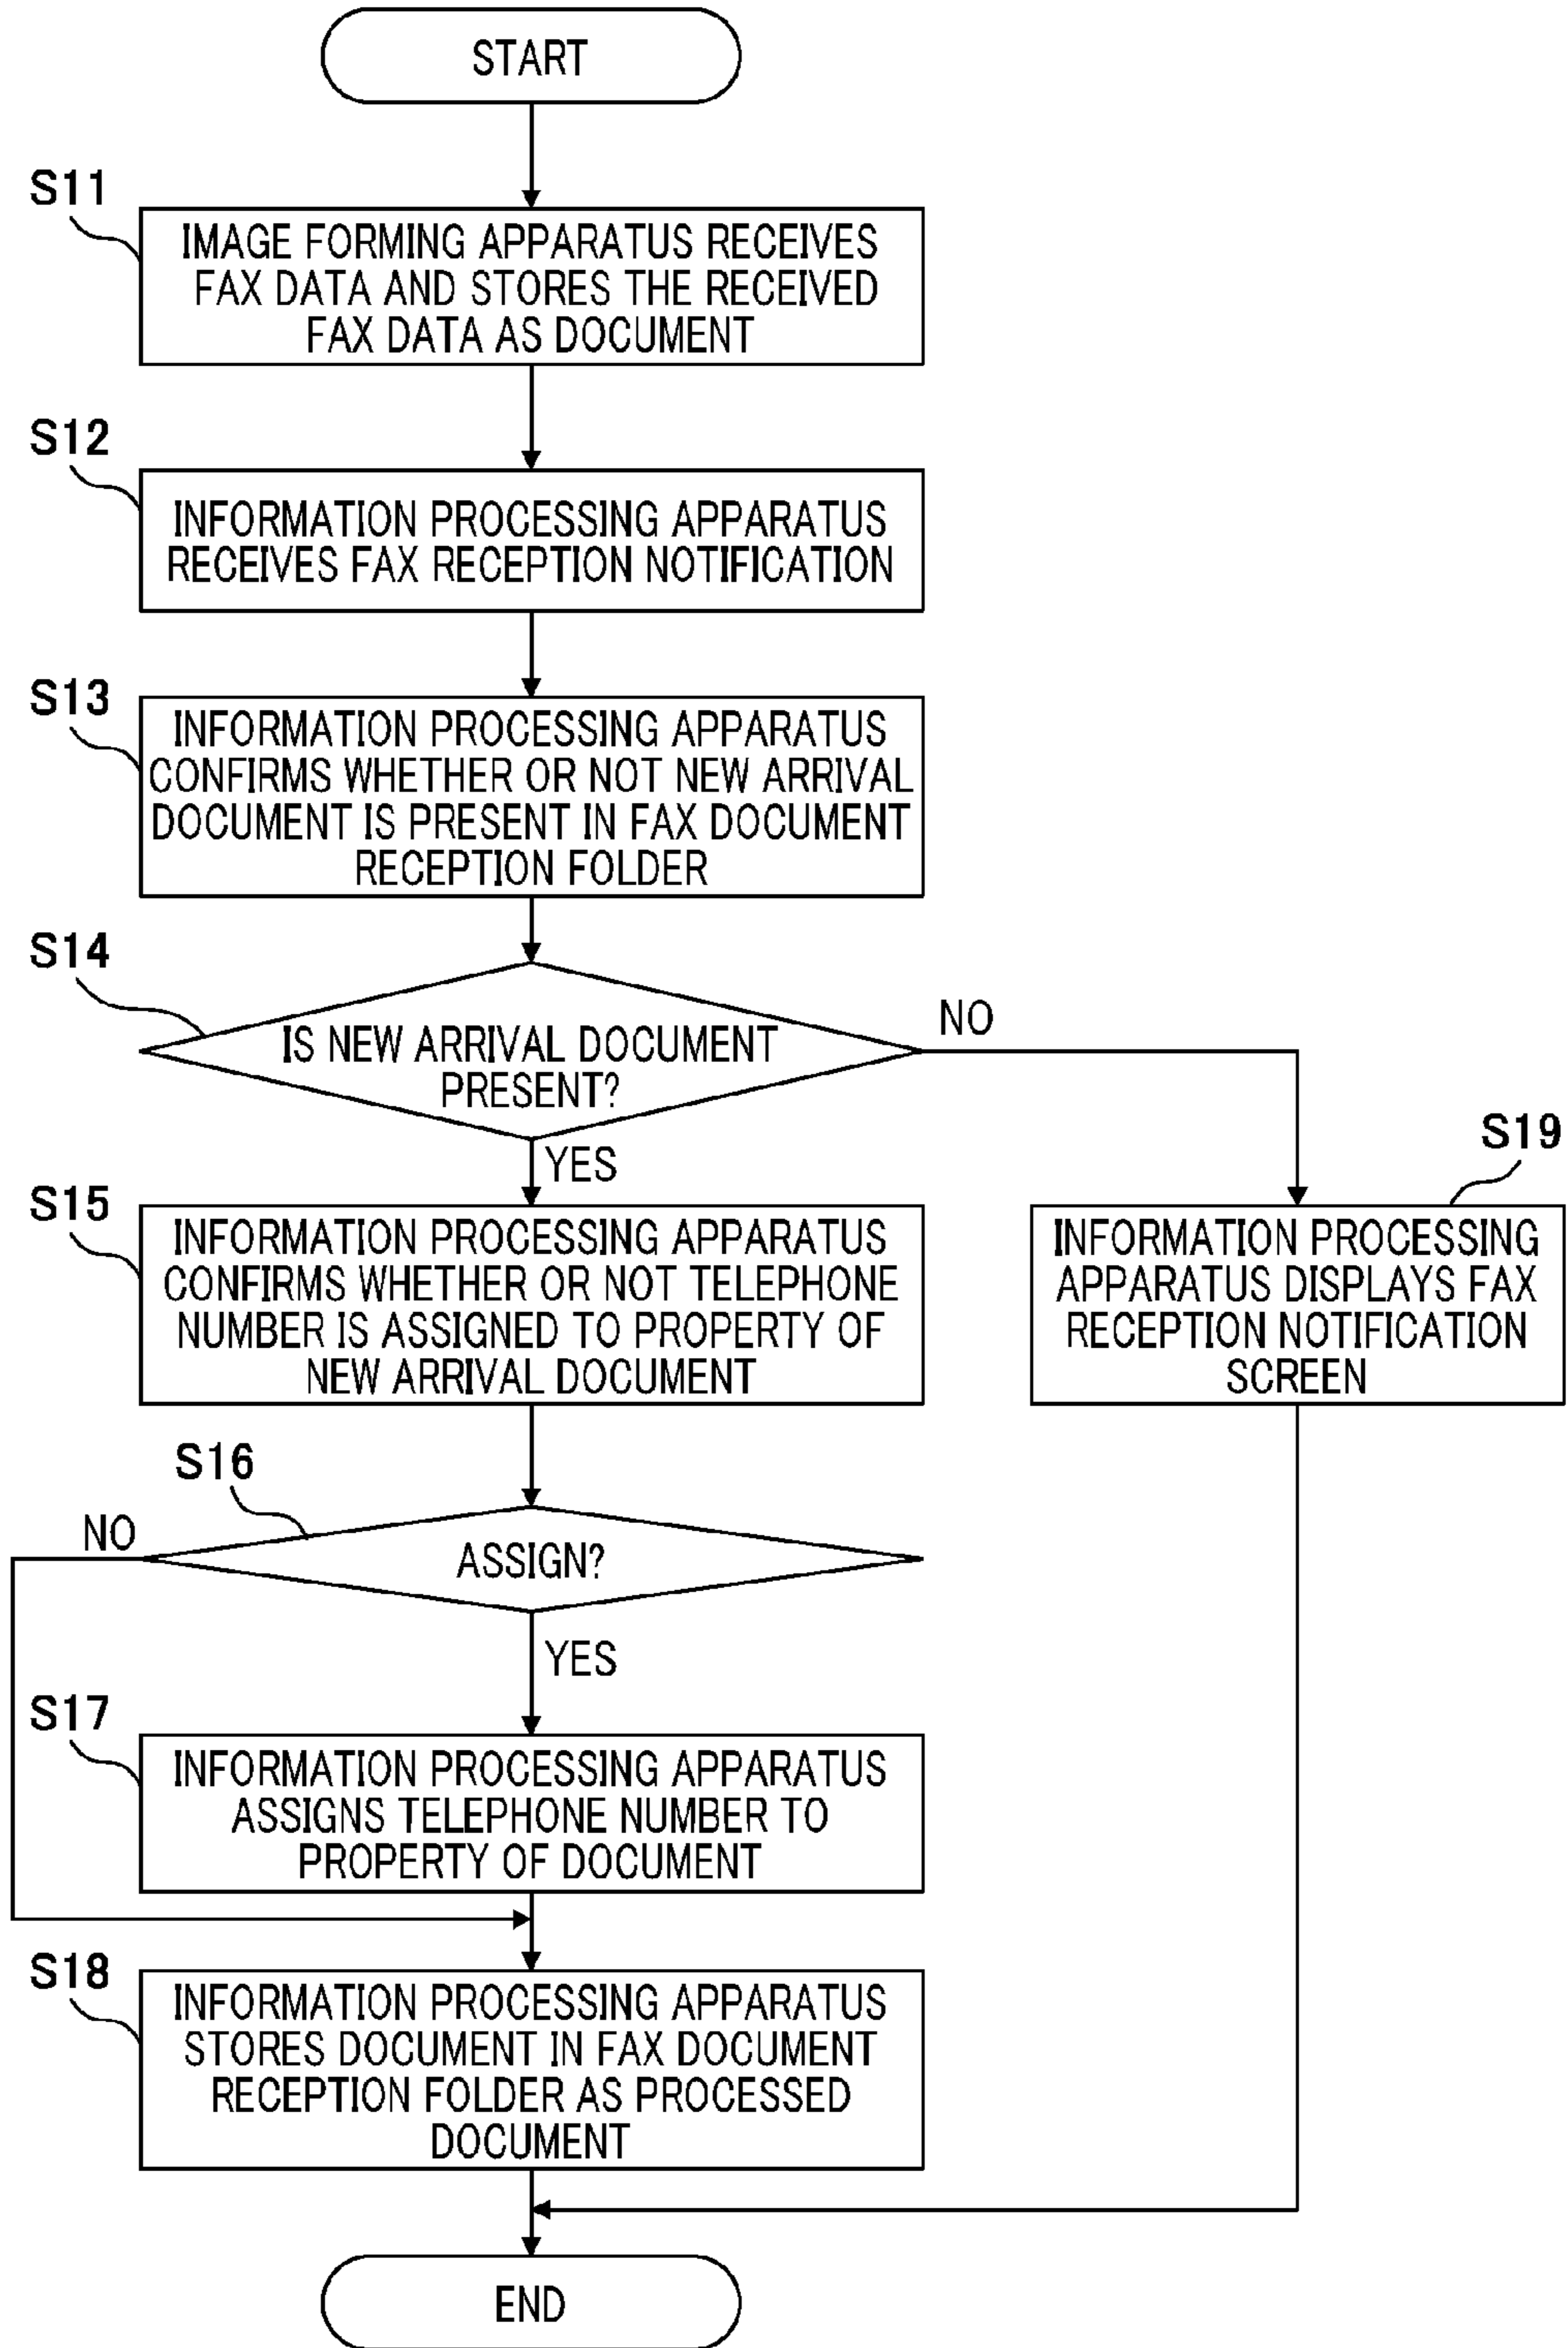 START
S11
IMAGE FORMING APPARATUS RECEIVES
FAX DATA AND STORES THE RECEIVED
FAX DATA AS DOCUMENT
S12
INFORMATION PROCESSING APPARATUS
RECEIVES FAX RECEPTION NOTIFICATION
S13
INFORMATION PROCESSING APPARATUS
CONFIRMS WHETHER OR NOT NEW ARRIVAL
DOCUMENT IS PRESENT IN FAX DOCUMENT
RECEPTION FOLDER
S14
IS NEW ARRIVAL DOCUMENT
PRESENT?
NO
YES
S15
INFORMATION PROCESSING APPARATUS
CONFIRMS WHETHER OR NOT TELEPHONE
NUMBER IS ASSIGNED TO PROPERTY OF
NEW ARRIVAL DOCUMENT
S19
INFORMATION PROCESSING
APPARATUS DISPLAYS FAX
RECEPTION NOTIFICATION
SCREEN
S16
NO
ASSIGN?
YES
S17
INFORMATION PROCESSING APPARATUS
ASSIGNS TELEPHONE NUMBER TO
PROPERTY OF DOCUMENT
S18
INFORMATION PROCESSING APPARATUS
STORES DOCUMENT IN FAX DOCUMENT
RECEPTION FOLDER AS PROCESSED
DOCUMENT
END